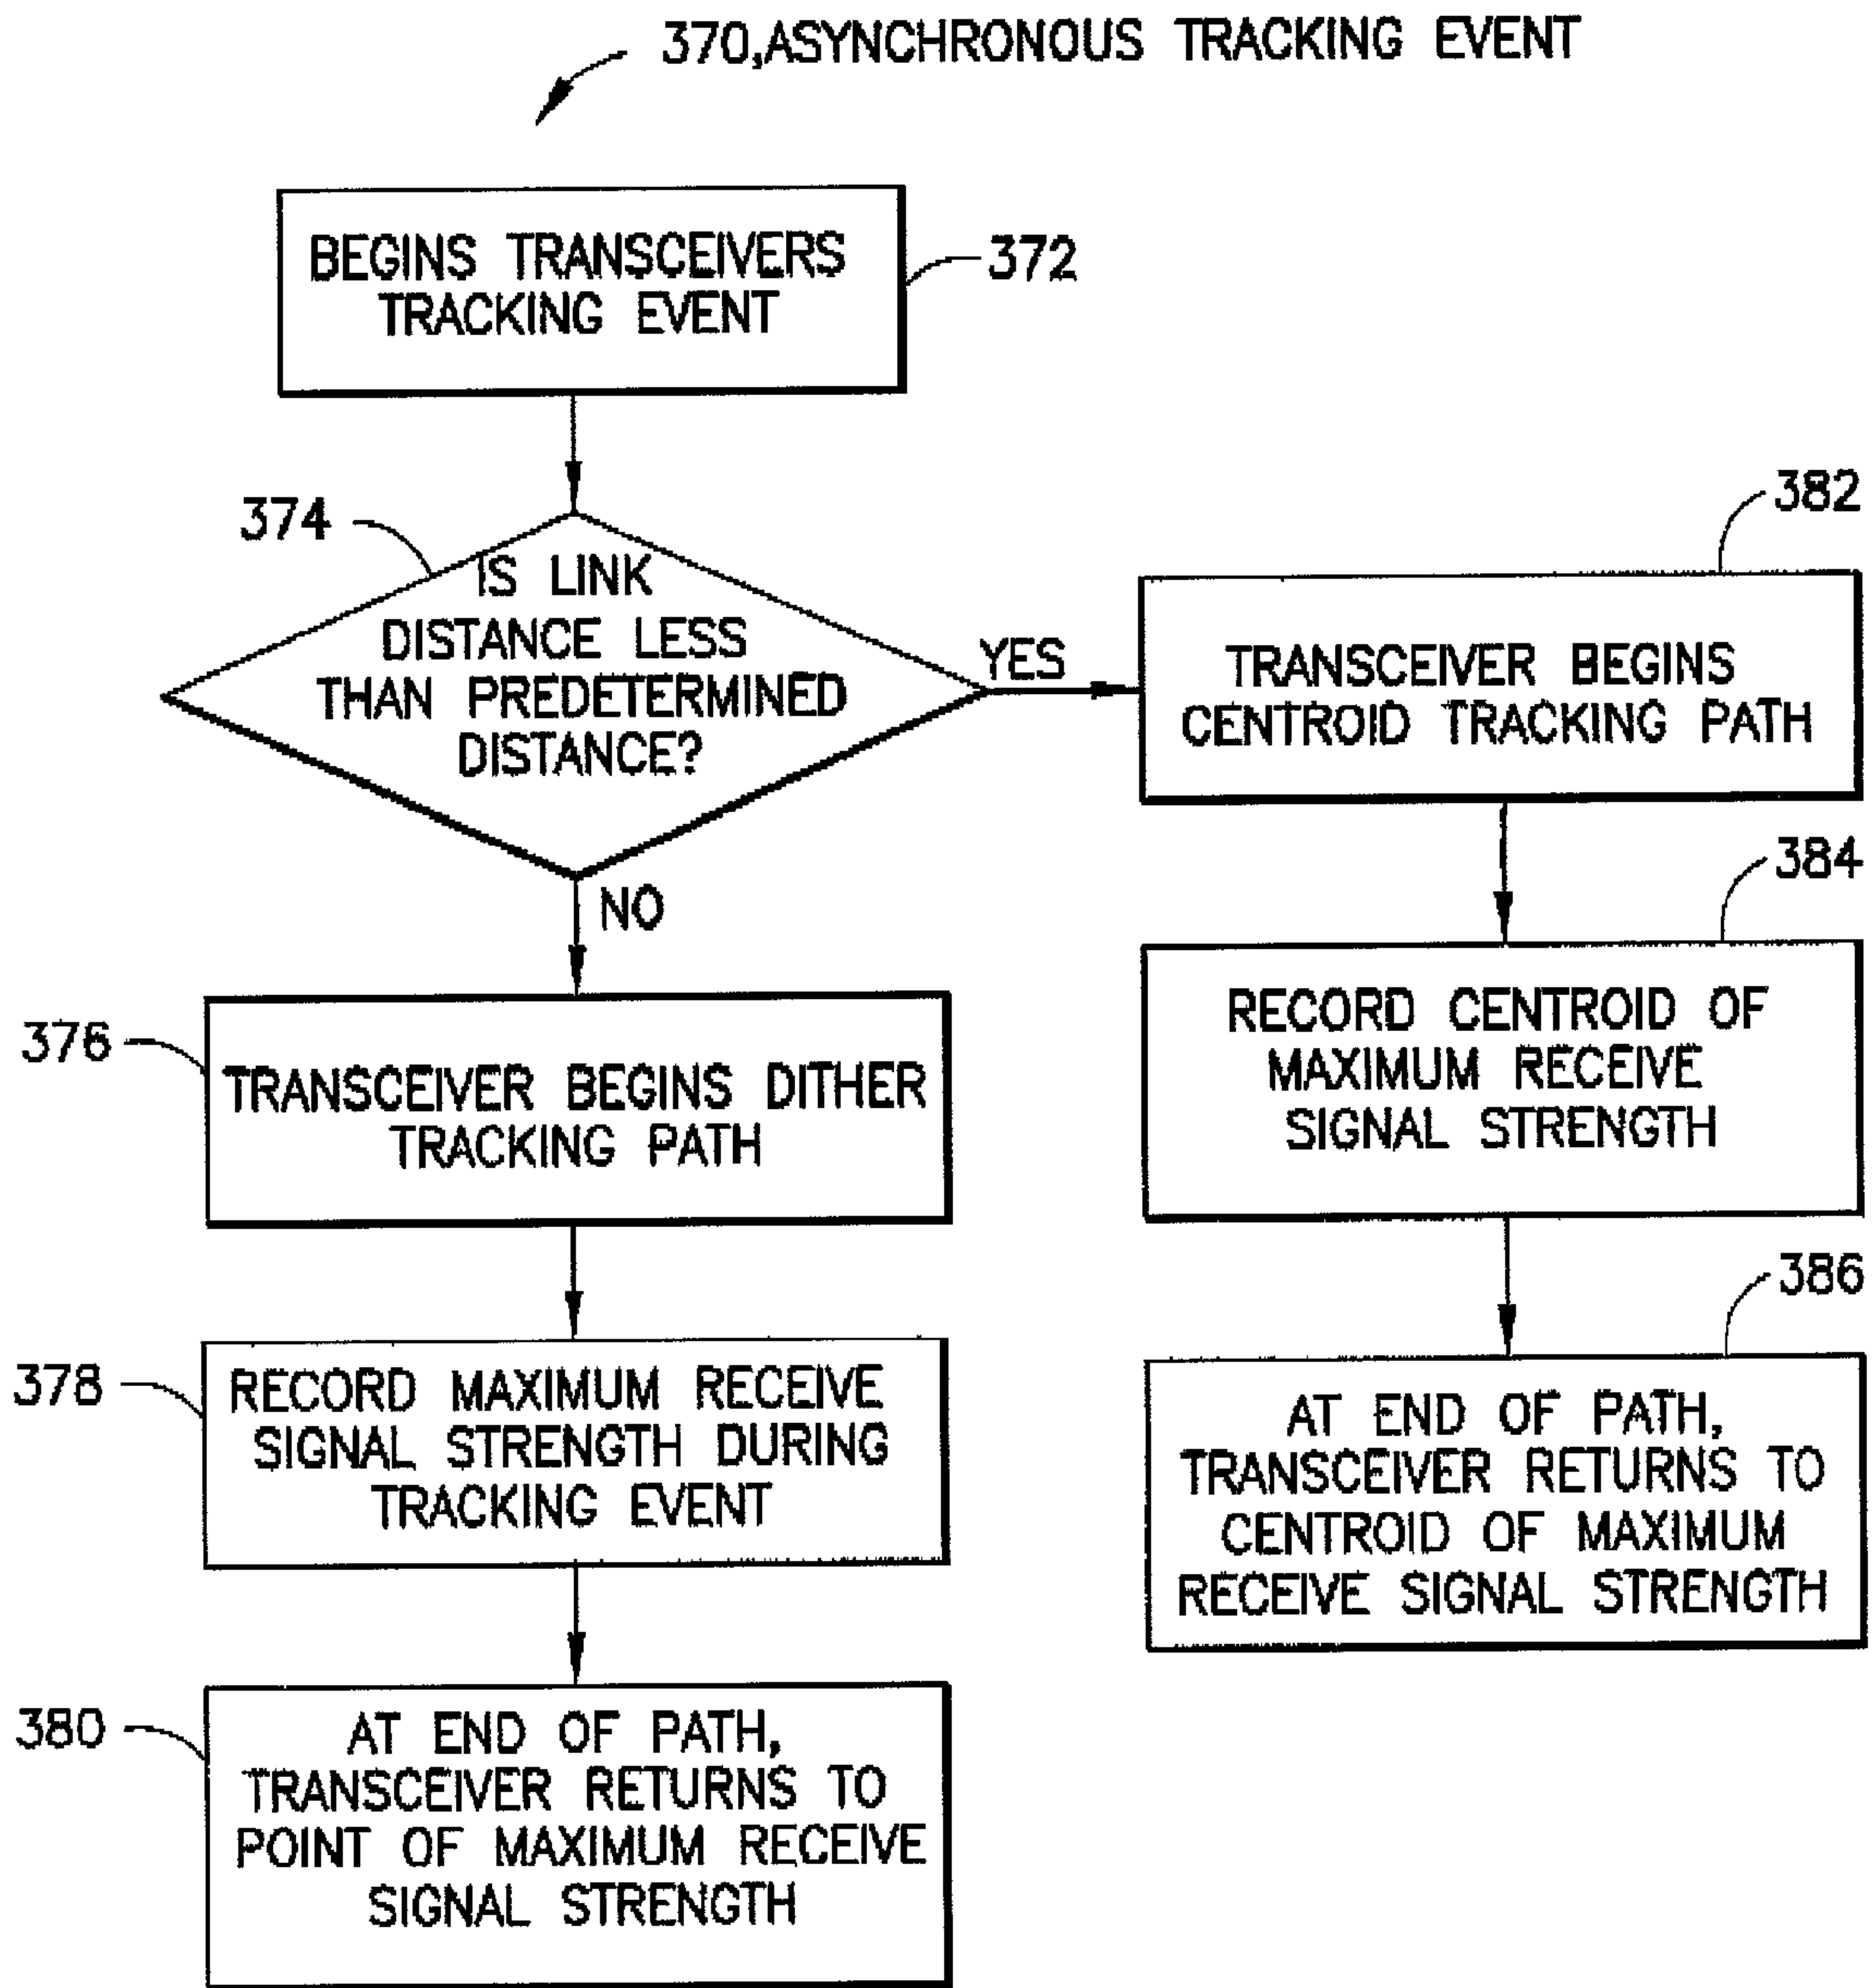 370,ASYNCHRONOUS TRACKING EVENT
BEGINS TRANSCEIVERS
TRACKING EVENT
372
374
IS LINK
DISTANCE LESS
THAN PREDETERMINED
DISTANCE?
YES
NO
382
TRANSCEIVER BEGINS
CENTROID TRACKING PATH
384
RECORD CENTROID OF
MAXIMUM RECEIVE
SIGNAL STRENGTH
386
AT END OF PATH,
TRANSCEIVER RETURNS TO
CENTROID OF MAXIMUM
RECEIVE SIGNAL STRENGTH
376
TRANSCEIVER BEGINS DITHER
TRACKING PATH
378
RECORD MAXIMUM RECEIVE
SIGNAL STRENGTH DURING
TRACKING EVENT
380
AT END OF PATH,
TRANSCEIVER RETURNS TO
POINT OF MAXIMUM RECEIVE
SIGNAL STRENGTH